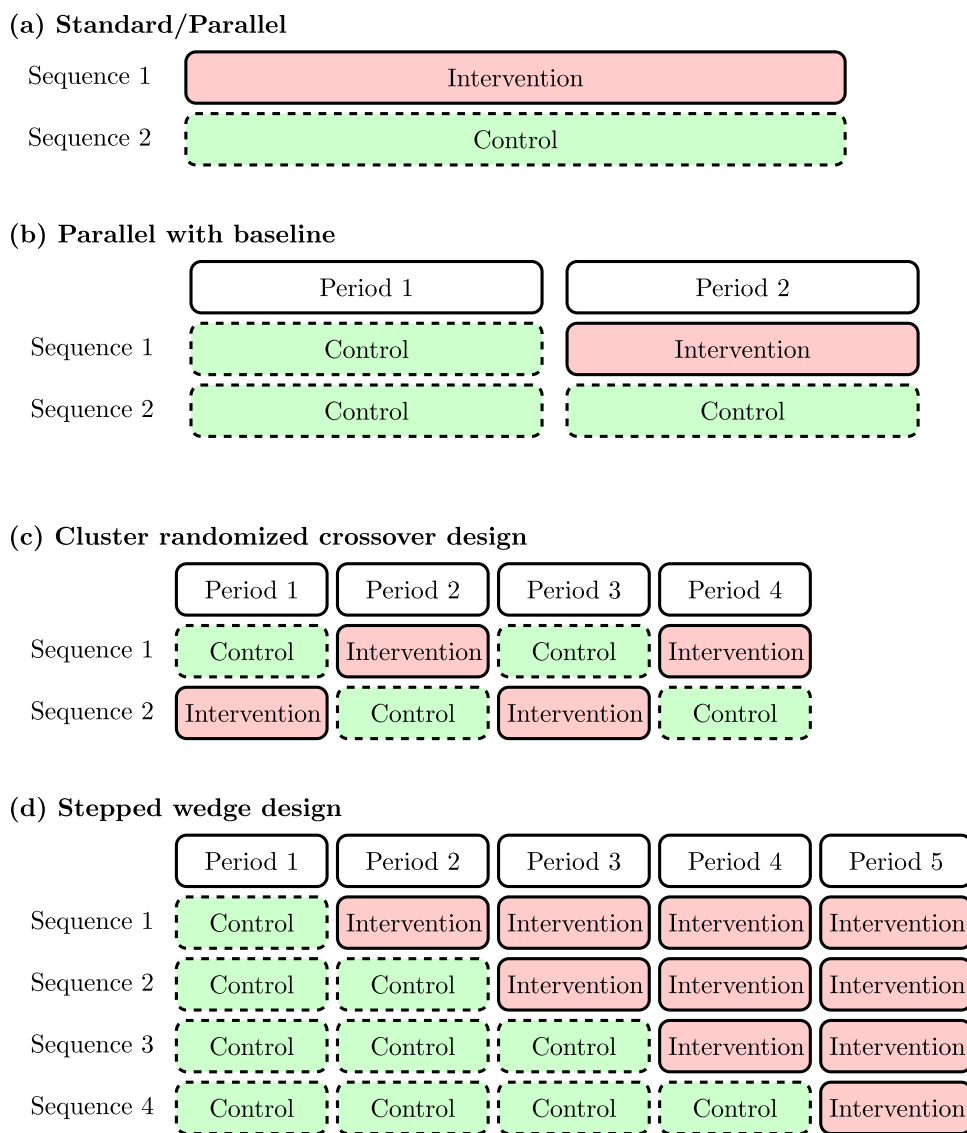 (a) Standard/Parallel
Sequence 1 Intervention
Sequence 2 Control
(b) Parallel with baseline
Period 1 Period 2
Sequence 1 Control Intervention
Sequence 2 Control Control
(c) Cluster randomized crossover design
Period 1 Period 2 Period 3 Period 4
Sequence 1 Control Intervention Control Intervention
Sequence 2 Intervention Control Intervention Control
(d) Stepped wedge design
Period 1 Period 2 Period 3 Period 4 Period 5
Sequence 1 Control Intervention Intervention Intervention Intervention
Sequence 2 Control Control Intervention Intervention Intervention
Sequence 3 Control Control Control Intervention Intervention
Sequence 4 Control Control Control Control Intervention